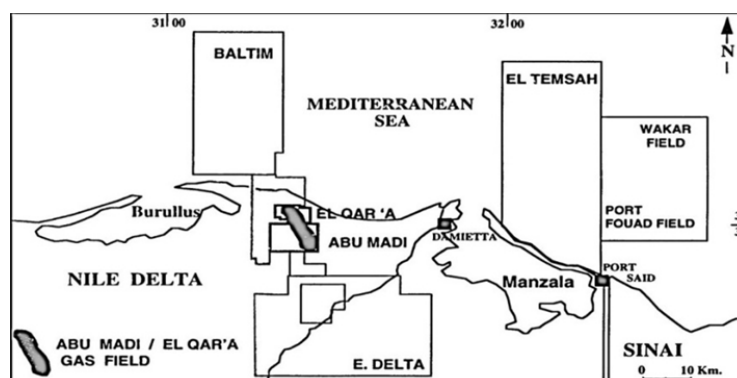 31 00
32 00
N
BALTIM
EL TEMSAH
MEDITERRANEAN
SEA
WAKAR
FIELD
Burullus
EL QAR 'A
PORT
FOUAD FIELD
ABU MADI
DAMIETTA
NILE DELTA
Manzala
PORT
SAID
ABU MADI / EL QAR'A
GAS FIELD
E. DELTA
SINAI
0 10 Km.